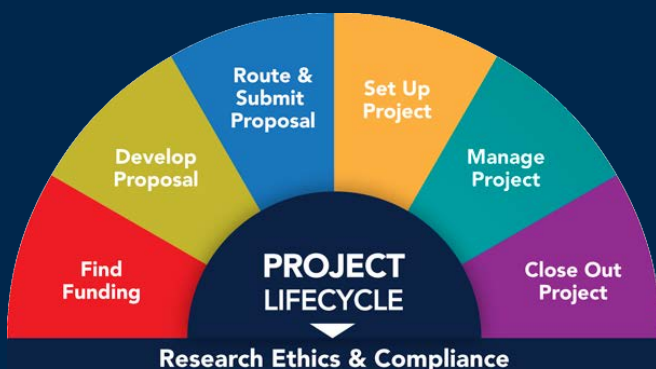 Find
Funding
Develop
Proposal
Route &
Submit
Proposal
Set Up
Project
Manage
Project
Close Out
Project
PROJECT
LIFECYCLE
Research Ethics & Compliance